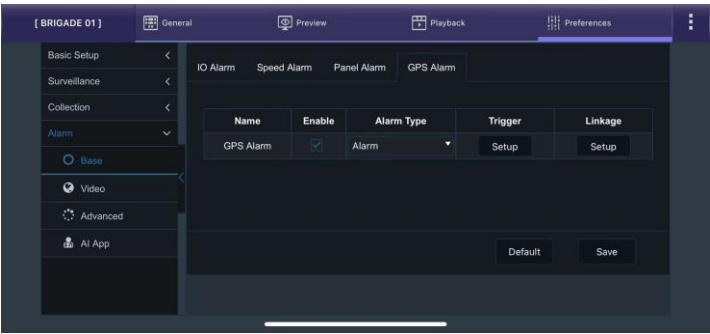 [ BRIGADE 01 ] General Preview Playback Preferences
Basic Setup
Surveillance
Collection
Alarm
Base
Video
Advanced
AI App
IO Alarm Speed Alarm Panel Alarm GPS Alarm
Name Enable Alarm Type Trigger Linkage
GPS Alarm Alarm Setup Setup
Default Save